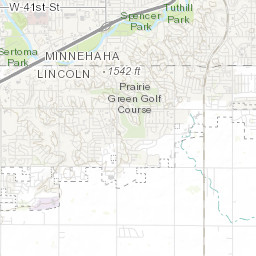 W-41st-St
Tuthill
Park
Spencer
Park
Sertoma
Park
MINNEHAHA
LINCOLN
1542 ft
Prairie
Green Golf
Course